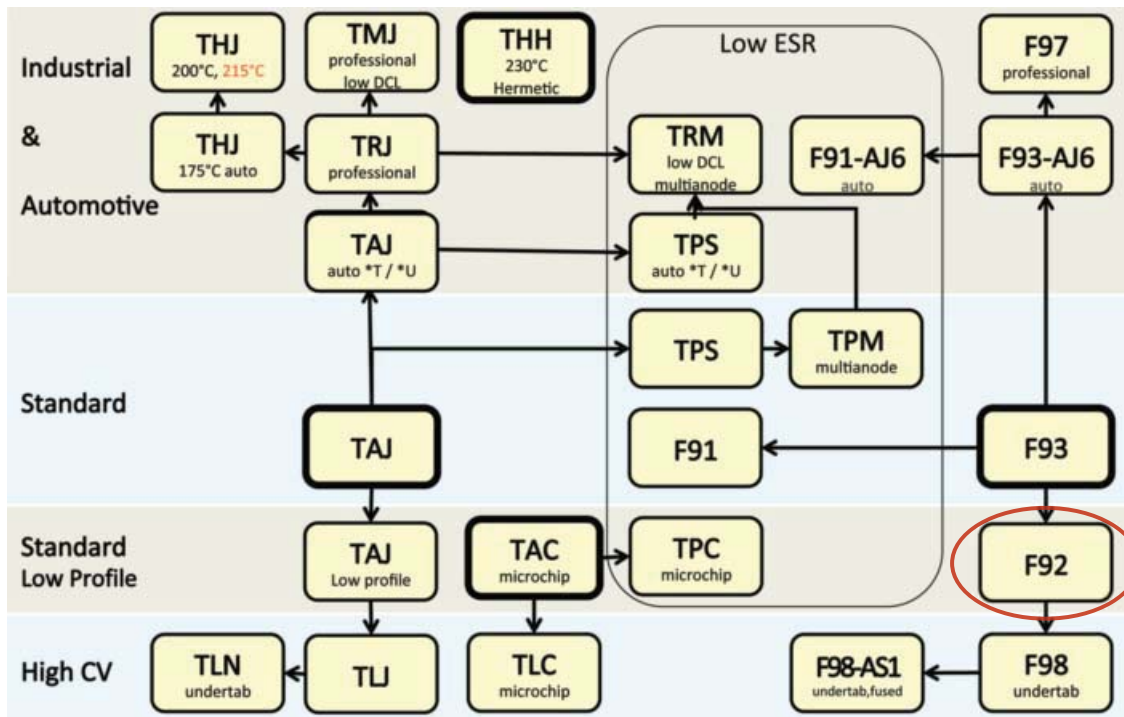 Industrial
&
Automotive
THJ
200°C, 215°C
TMJ
professional
low DCL
THH
230°C
Hermetic
Low ESR
F97
professional
THJ
175°C auto
TRJ
professional
TRM
low DCL
multianode
F91-AJ6
auto
F93-AJ6
auto
TAJ
auto *T / *U
TPS
auto *T / *U
Standard
TPS
TPM
multianode
TAJ
F91
F93
Standard
Low Profile
TAJ
Low profile
TAC
microchip
TPC
microchip
F92
High CV
TLN
undertab
TLJ
TLC
microchip
F98-AS1
undertab,fused
F98
undertab